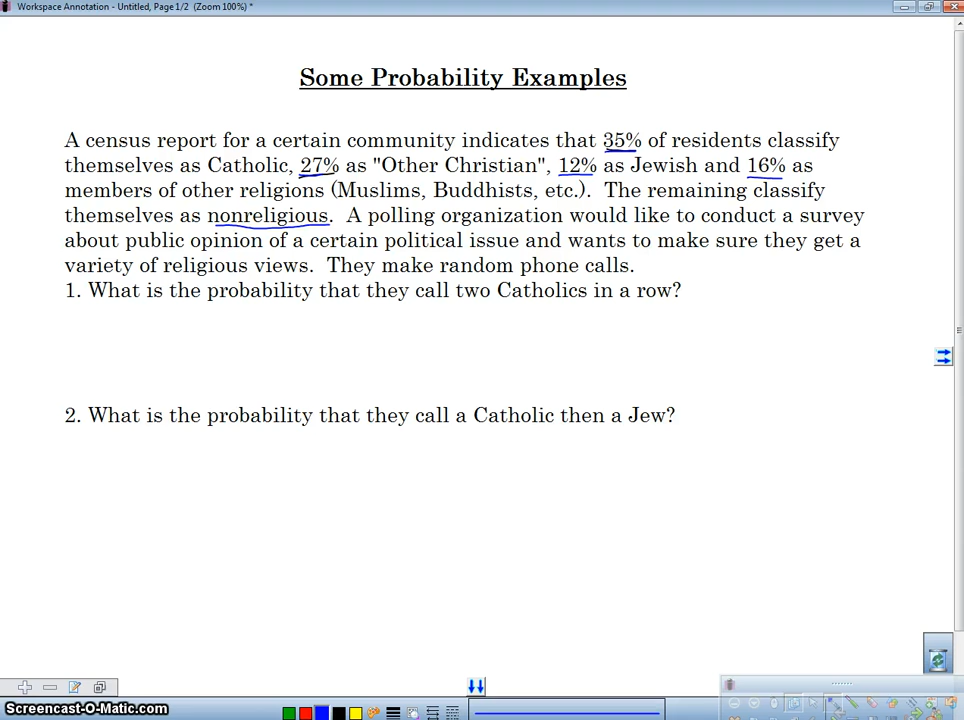 Workspace Annotation - Untitled, Page 1/2 (Zoom 100%) *
Some Probability Examples
A census report for a certain community indicates that 35% of residents classify
themselves as Catholic, 27% as "Other Christian", 12% as Jewish and 16% as
members of other religions (Muslims, Buddhists, etc.). The remaining classify
themselves as nonreligious. A polling organization would like to conduct a survey
about public opinion of a certain political issue and wants to make sure they get a
variety of religious views. They make random phone calls.
1. What is the probability that they call two Catholics in a row?
2. What is the probability that they call a Catholic then a Jew?
Screencast-O-Matic.com